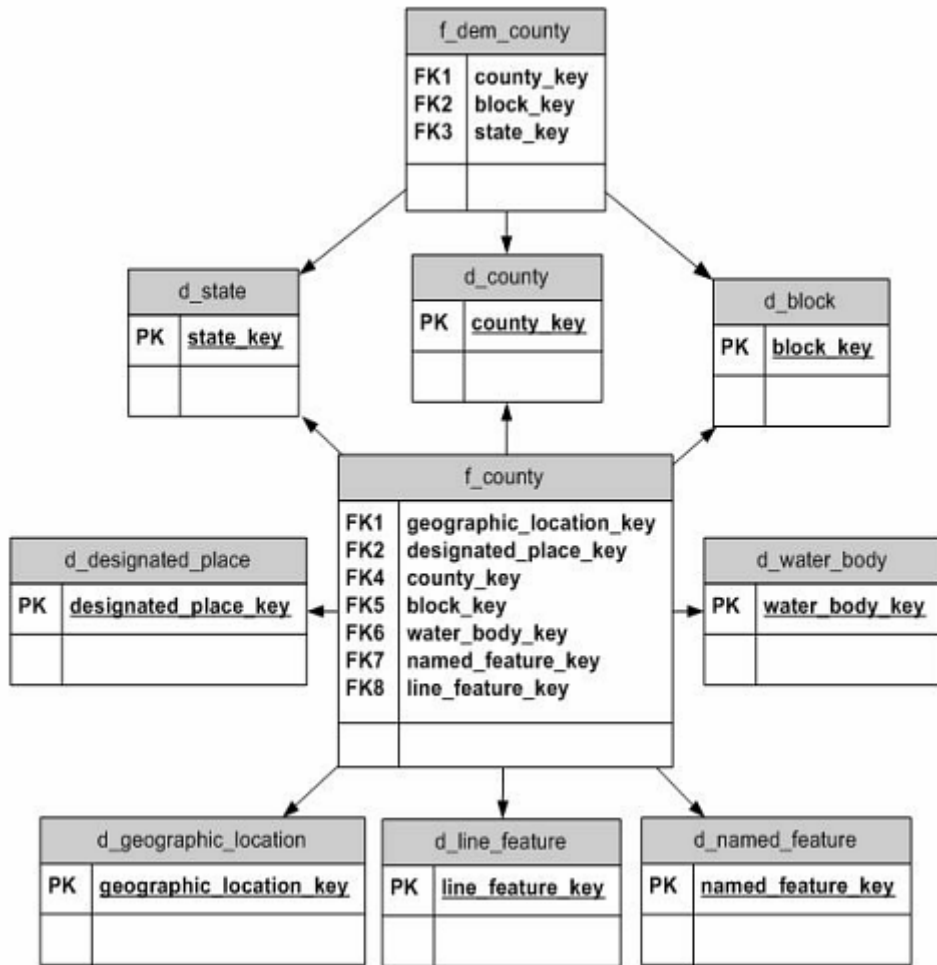 f_dem_county
FK1 county_key
FK2 block_key
FK3 state_key
d_state
PK state_key
d_county
PK county_key
d_block
PK block_key
f_county
FK1 geographic_location_key
FK2 designated_place_key
FK4 county_key
FK5 block_key
FK6 water_body_key
FK7 named_feature_key
FK8 line_feature_key
d_designated_place
PK designated_place_key
d_water_body
PK water_body_key
d_geographic_location
PK geographic_location_key
d_line_feature
PK line_feature_key
d_named_feature
PK named_feature_key